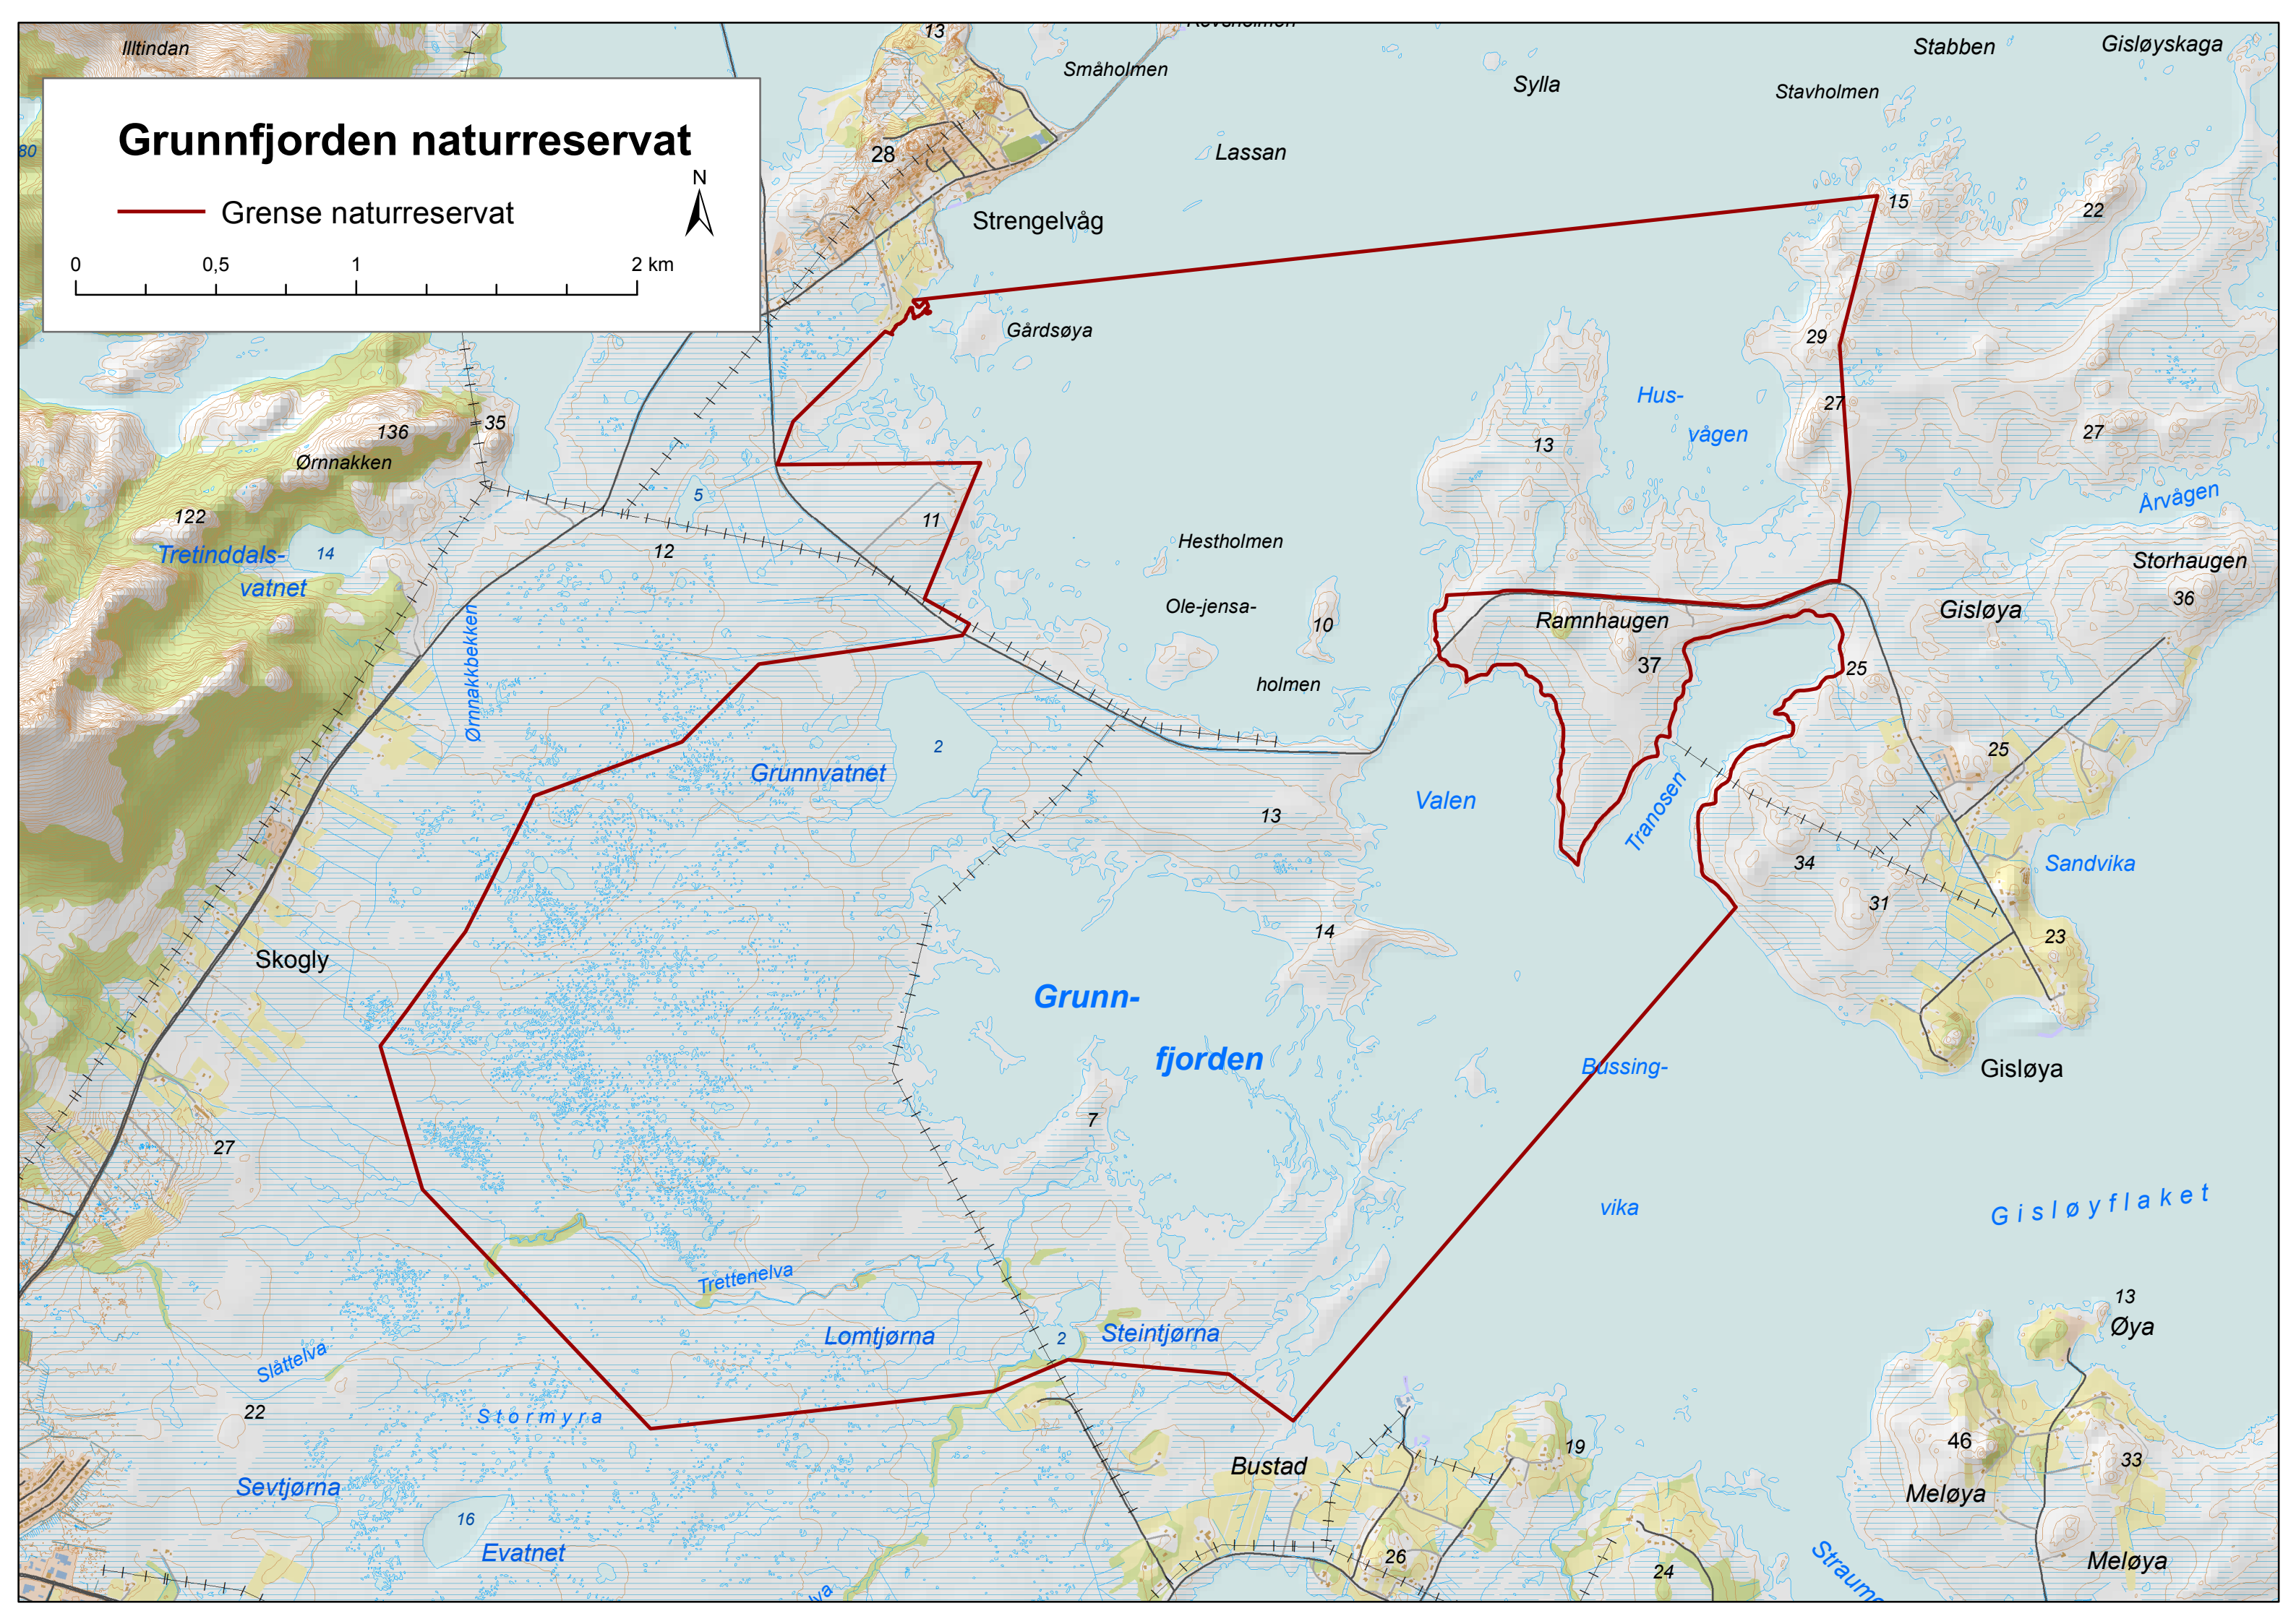 Illtindan
13
Småholmen
Sylla
Stabben
Gisløyskaga
Stavholmen
80
Grunnfjorden naturreservat
N
Grense naturreservat
0
0,5
1
2 km
28
Lassan
Strengelvåg
15
22
Gårdsøya
29
Hus-
vågen
27
27
13
136
35
Ørnnakken
5
122
11
Årvågen
Tretinddals-
vatnet
14
12
Hestholmen
Storhaugen
36
Ole-jensa-
holmen
10
Ramnhaugen
37
Gisløya
25
Ørnnakbekken
2
Grunnvatnet
25
13
Valen
Tranosen
34
31
Sandvika
23
Skogly
14
Grunn-
fjorden
Bussing-
vika
Gisløya
7
27
Gisløyflaket
Trettenelva
Lomtjørna
2
Steintjørna
13
Øya
Slåttelva
22
Stormyra
Bustad
19
46
33
Meløya
Sevtjørna
16
Evatnet
26
24
Meløya